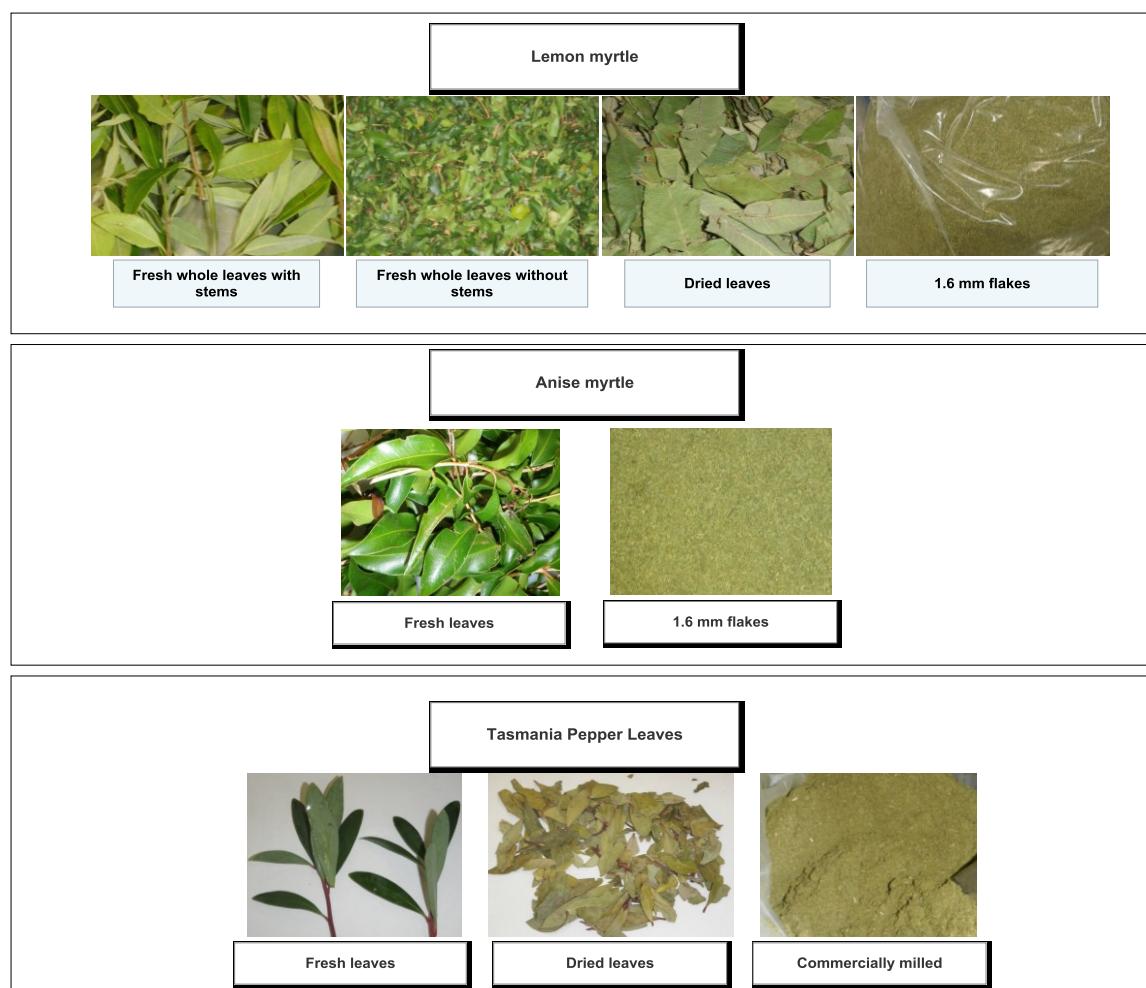 Lemon myrtle
Fresh whole leaves with
stems
Fresh whole leaves without
stems
Dried leaves
1.6 mm flakes
Anise myrtle
Fresh leaves
1.6 mm flakes
Tasmania Pepper Leaves
Fresh leaves
Dried leaves
Commercially milled